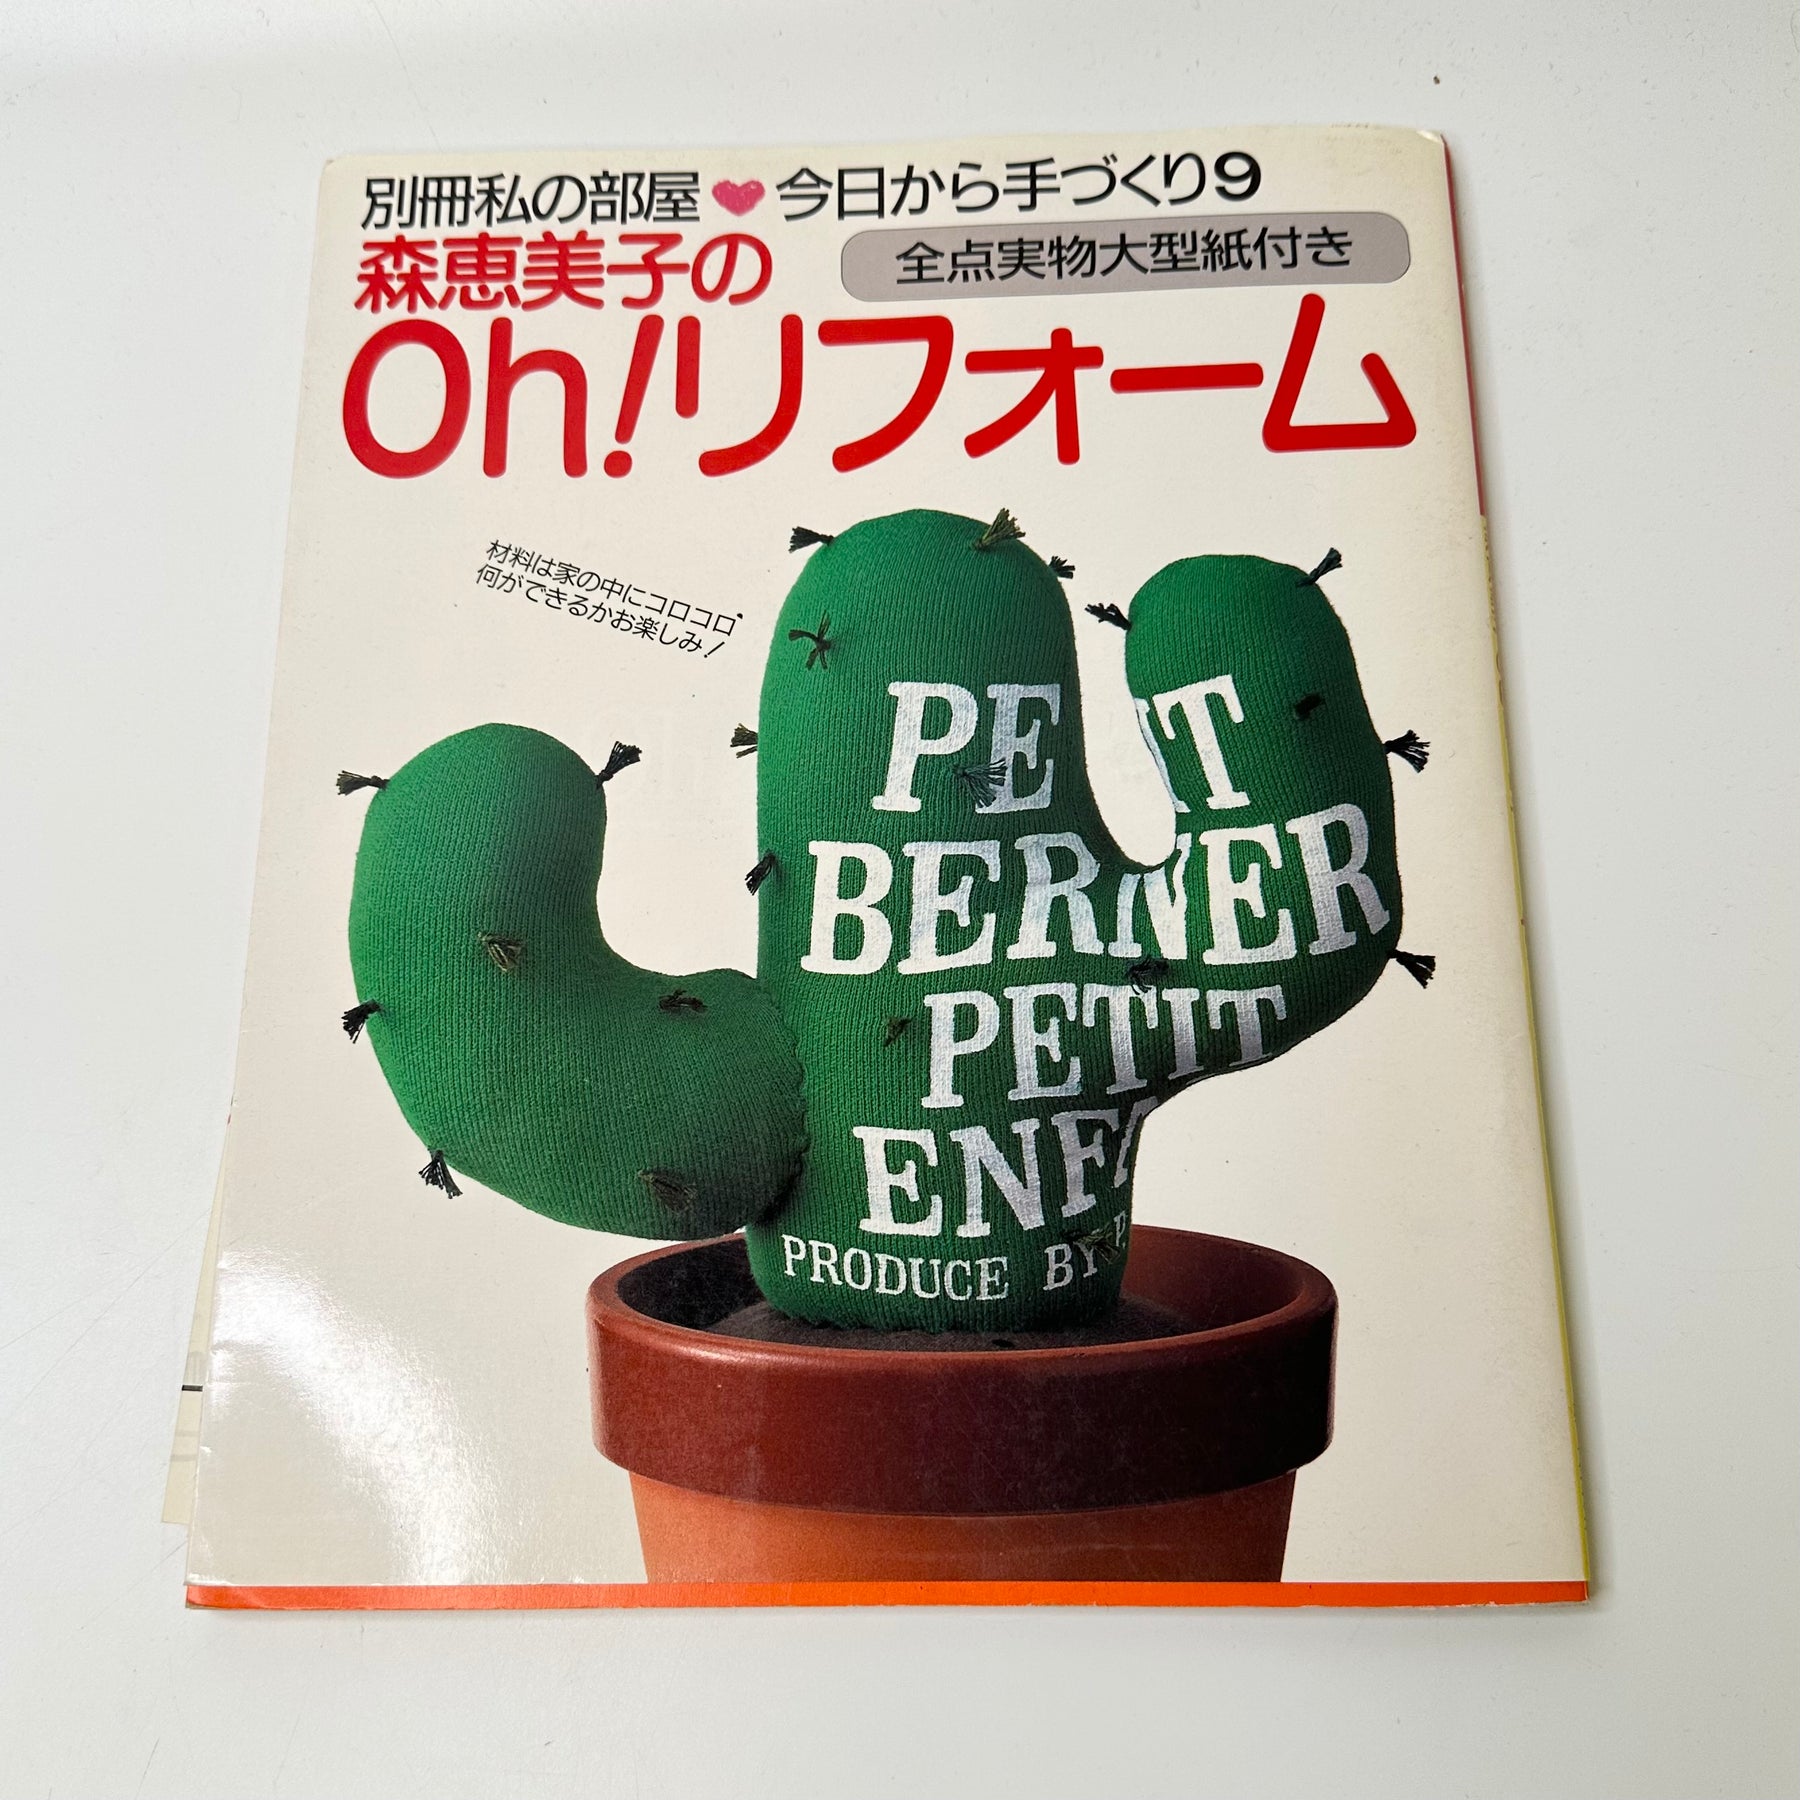 別冊私の部屋♥今日から手づくり9
森恵美子の
全点実物大型紙付き
Oh!リフォーム
材料は家の中にコロコロ
何ができるかお楽しみ!
PE IT
BERNER
PETIT
ENFA
PRODUCE BY P